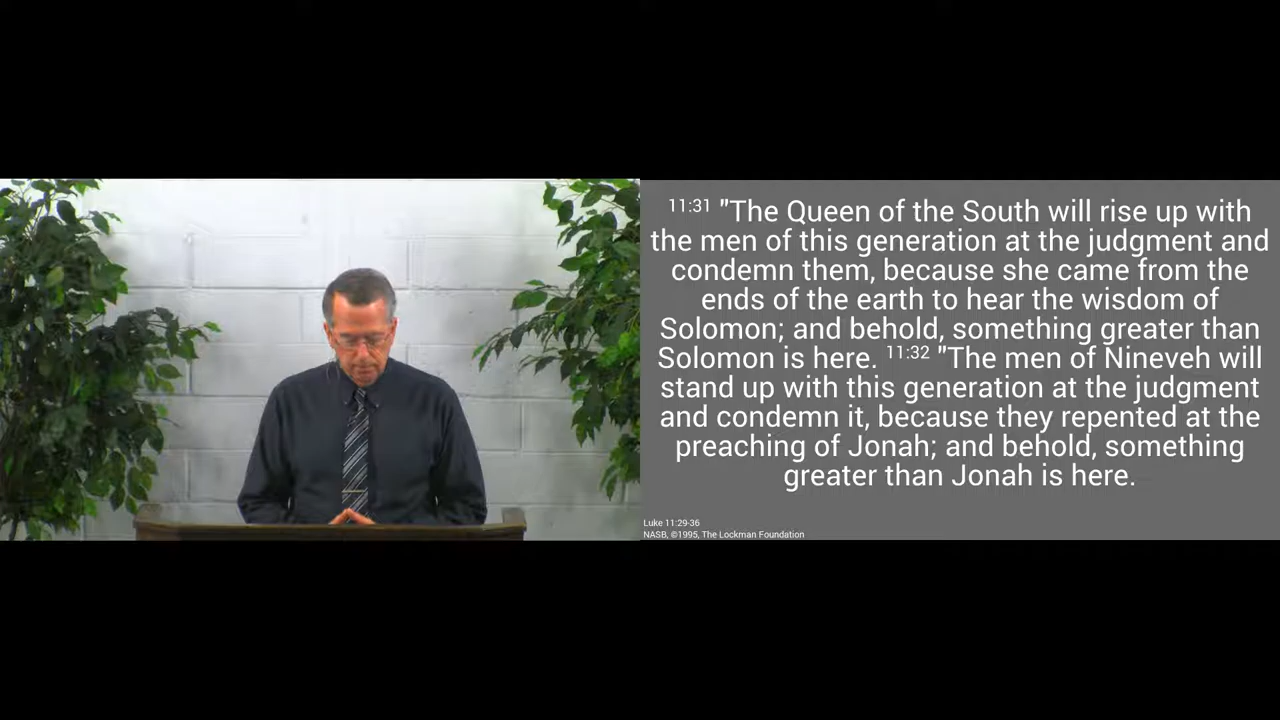 11:31 "The Queen of the South will rise up with
the men of this generation at the judgment and
condemn them, because she came from the
ends of the earth to hear the wisdom of
Solomon; and behold, something greater than
Solomon is here. 11:32 "The men of Nineveh will
stand up with this generation at the judgment
and condemn it, because they repented at the
preaching of Jonah; and behold, something
greater than Jonah is here.
Luke 11:29-36
NASB, ©1995, The Lockman Foundation